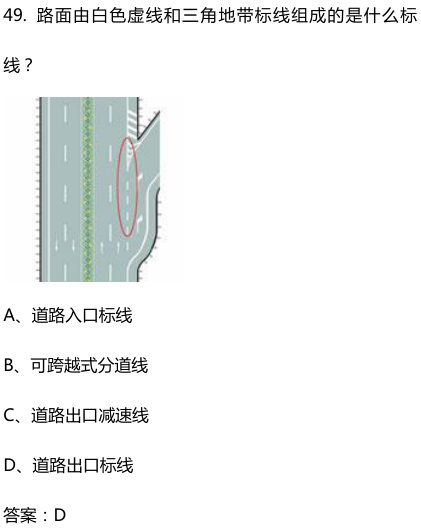 49. 路面由白色虚线和三角地带标线组成的是什么标
线？
A、道路入口标线
B、可跨越式分道线
C、道路出口减速线
D、道路出口标线
答案：D